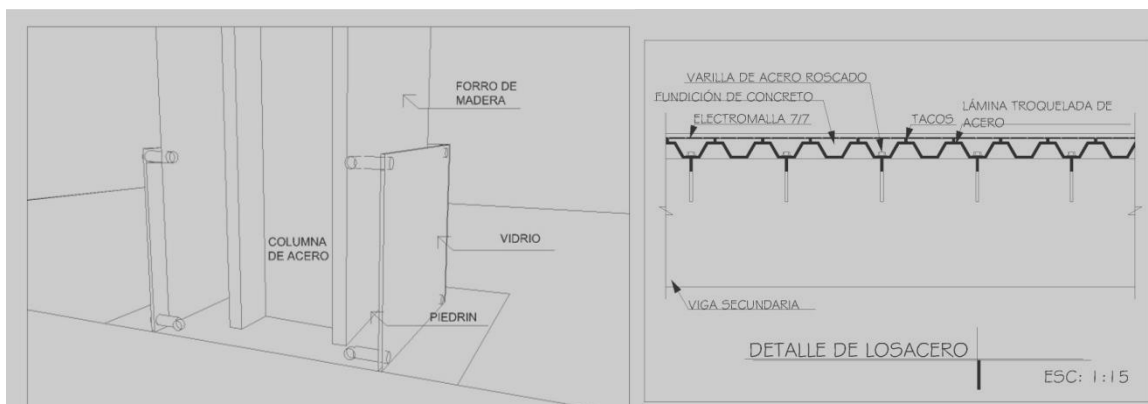 FORRO DE
MADERA
COLUMNA
DE ACERO
VIDRIO
PIEDRIN
VARILLA DE ACERO ROSCADO
FUNDICIÓN DE CONCRETO
ELECTROMALLA 7/7
TACOS
LÁMINA TROQUELADA DE
ACERO
VIGA SECUNDARIA
DETALLE DE LOSACERO
ESC: 1:15